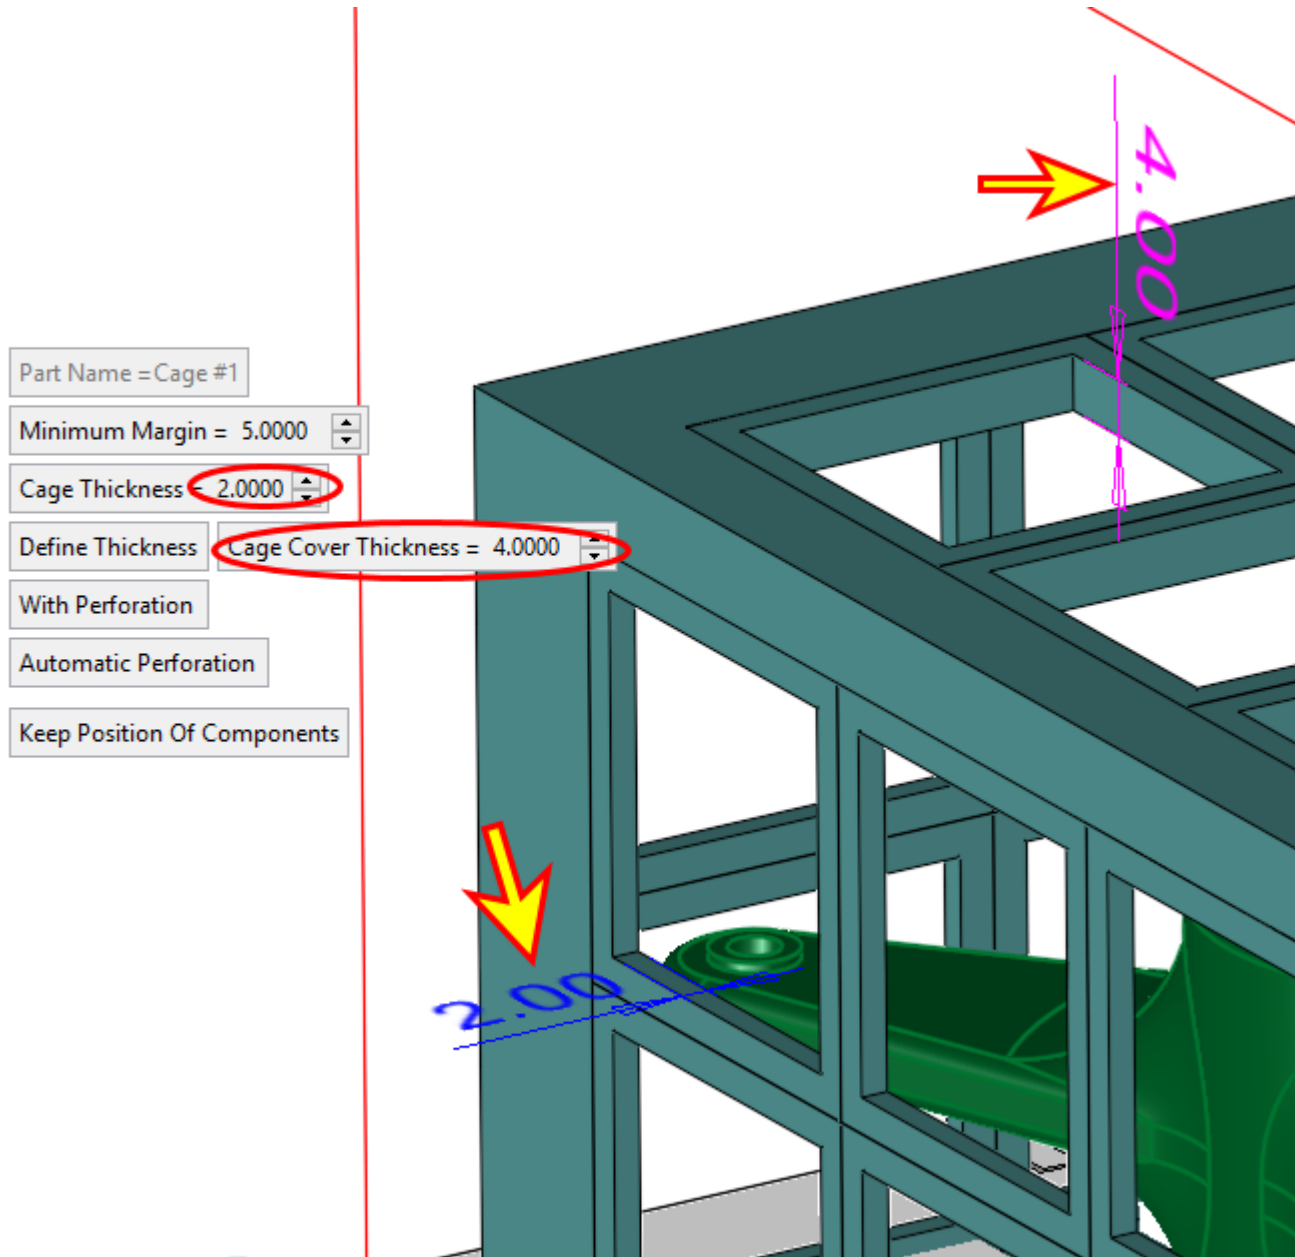 4.00
Part Name =Cage #1
Minimum Margin = 5.0000
Cage Thickness = 2.0000
Define Thickness Cage Cover Thickness = 4.0000
With Perforation
Automatic Perforation
Keep Position Of Components
2.00